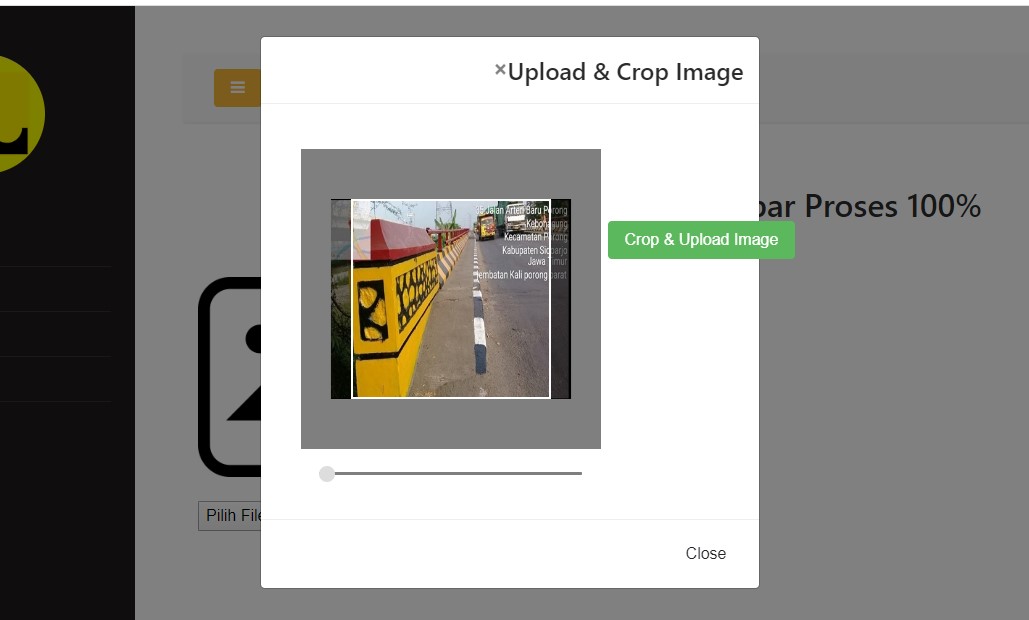 ×Upload & Crop Image
bar Proses 100%
Jalan Arteri Baru Porong
Kebonagung
Kecamatan Porong
Kabupaten Sidoarjo
Jawa Timur
Jembatan Kali porong barat
Crop & Upload Image
Pilih File
Close